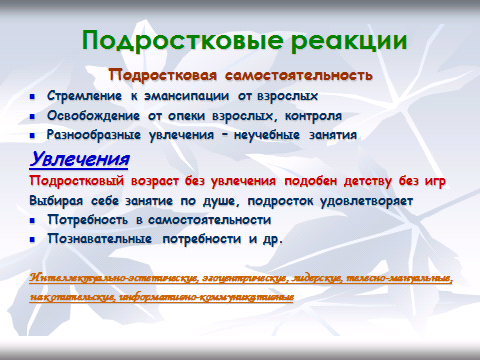 Подростковые реакции
Подростковая самостоятельность
Стремление к эмансипации от взрослых
Освобождение от опеки взрослых, контроля
Разнообразные увлечения – неучебные занятия
Увлечения
Подростковый возраст без увлечения подобен детству без игр
Выбирая себе занятие по душе, подросток удовлетворяет
Потребность в самостоятельности
Познавательные потребности и др.
Интеллектуально-эстетические, эгоцентрические, лидерские, телесно-мануальные,
накопительские, информативно-коммуникативные